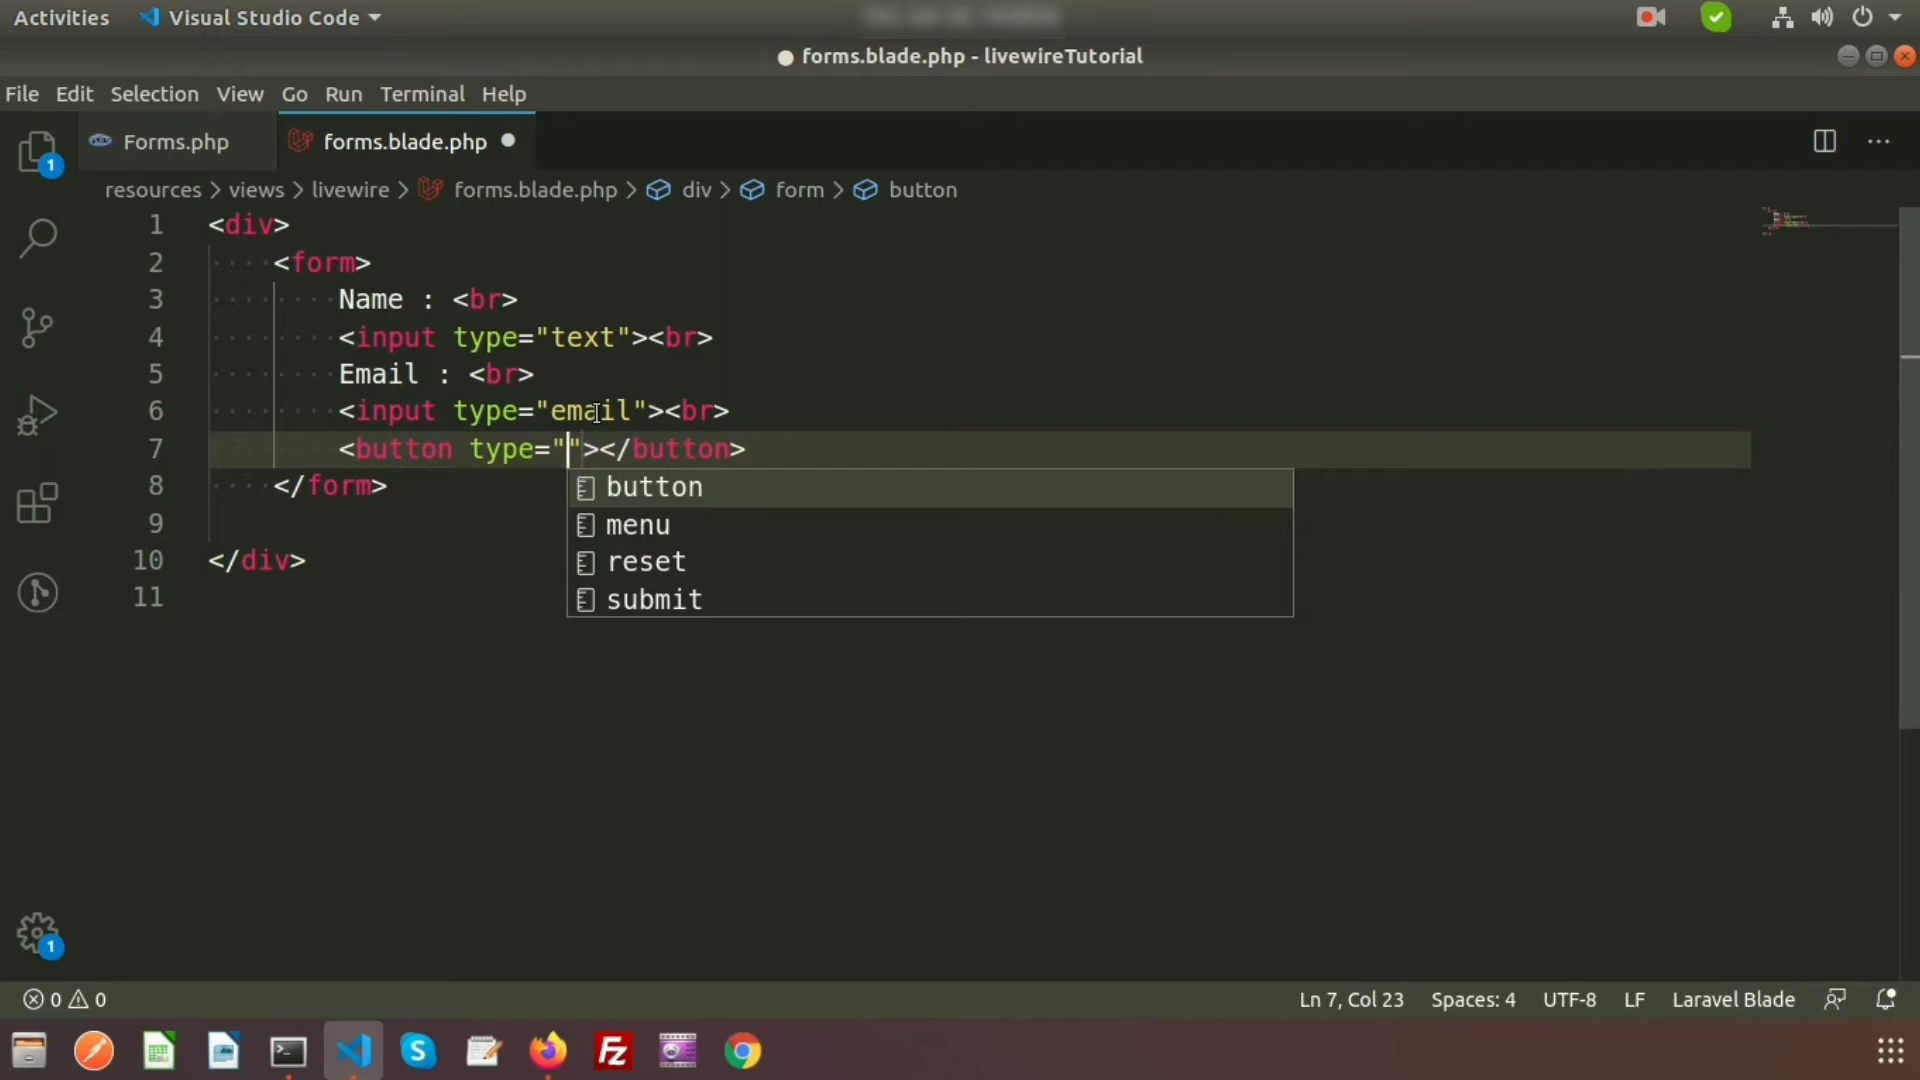 Activities Visual Studio Code
forms.blade.php - livewireTutorial
File Edit Selection View Go Run Terminal Help
Forms.php forms.blade.php
resources > views > livewire > forms.blade.php > div > form > button
1 <div>
2 <form>
3 Name : <br>
4 <input type="text"><br>
5 Email : <br>
6 <input type="email"><br>
7 <button type=""></button>
8 </form>
9
10 </div>
11
button
menu
reset
submit
1
1
0 0 Ln 7, Col 23 Spaces: 4 UTF-8 LF Laravel Blade
S Fz